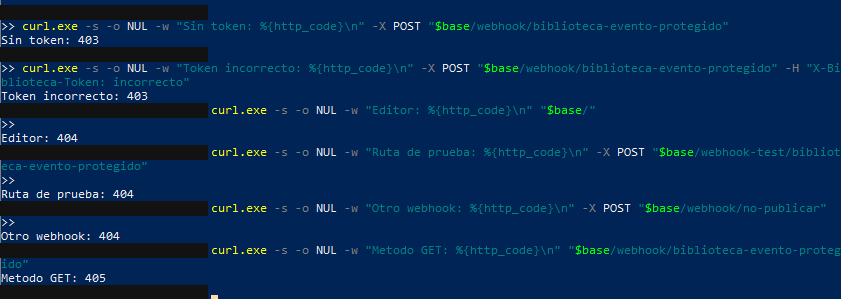 >> curl.exe -s -o NUL -w "Sin token: %{http_code}\n" -X POST "$base/webhook/biblioteca-evento-protegido"
Sin token: 403
>> curl.exe -s -o NUL -w "Token incorrecto: %{http_code}\n" -X POST "$base/webhook/biblioteca-evento-protegido" -H "X-Bi
blioteca-Token: incorrecto"
Token incorrecto: 403
curl.exe -s -o NUL -w "Editor: %{http_code}\n" "$base/"
>>
Editor: 404
curl.exe -s -o NUL -w "Ruta de prueba: %{http_code}\n" -X POST "$base/webhook-test/bibliot
eca-evento-protegido"
>>
Ruta de prueba: 404
curl.exe -s -o NUL -w "Otro webhook: %{http_code}\n" -X POST "$base/webhook/no-publicar"
>>
Otro webhook: 404
curl.exe -s -o NUL -w "Metodo GET: %{http_code}\n" "$base/webhook/biblioteca-evento-proteg
ido"
Metodo GET: 405